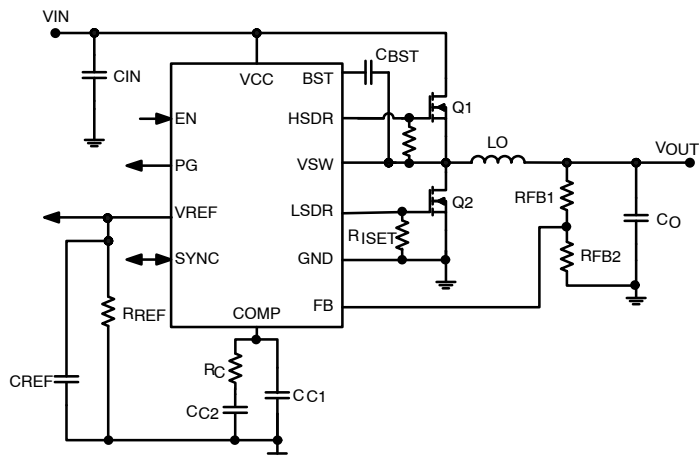 VIN
CIN
VCC
BST
CBST
EN
HSDR
Q1
PG
VSW
LO
VOUT
VREF
LSDR
Q2
RFB1
CO
SYNC
RISET
GND
RFB2
RREF
COMP
FB
CREF
RC
CC2
CC1